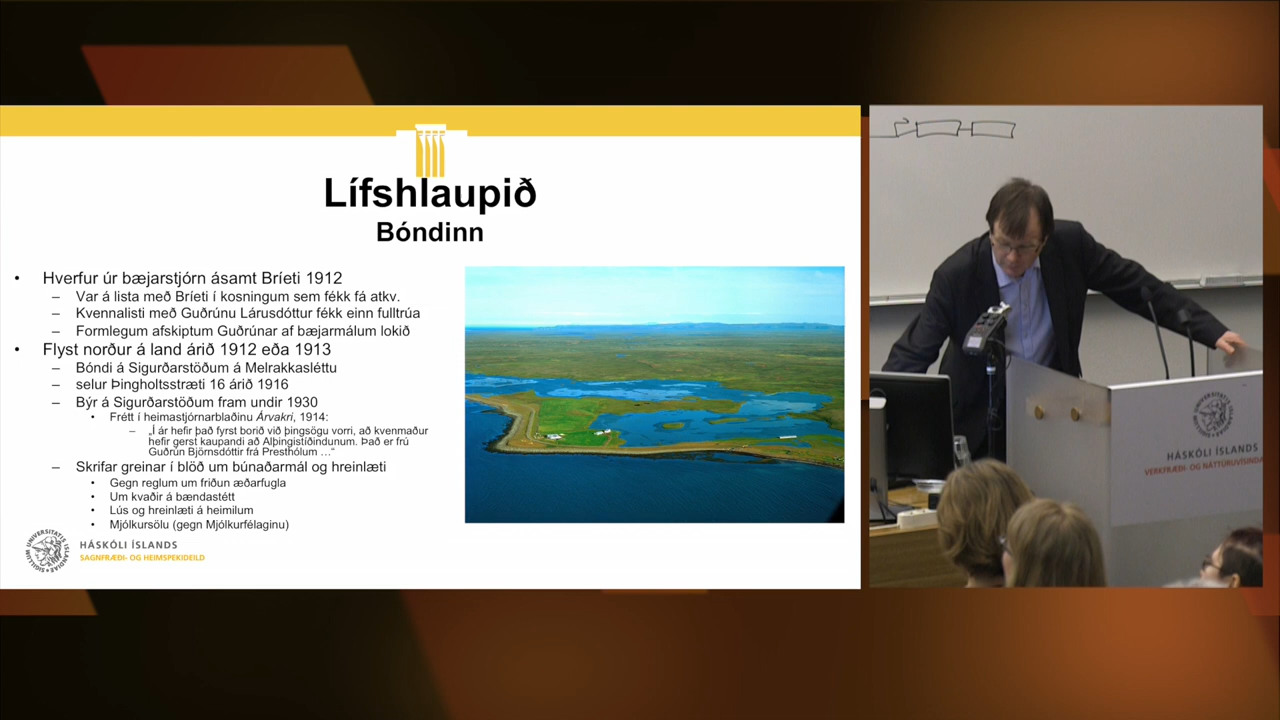 Lífshlaupið
Bóndinn
• Hverfur úr bæjarstjórn ásamt Bríeti 1912
– Var á lista með Bríeti í kosningum sem fékk fá atkv.
– Kvennalisti með Guðrúnu Lárusdóttur fékk einn fulltrúa
– Formlegum afskiptum Guðrúnar af bæjarmálum lokið
• Flyst norður á land árið 1912 eða 1913
– Bóndi á Sigurðarstöðum á Melrakkasléttu
– selur Þingholtsstræti 16 árið 1916
– Býr á Sigurðarstöðum fram undir 1930
• Frétt í heimastjórnarblaðinu Árvakri, 1914:
– „Í ár hefir það fyrst borið við þingsögu vorri, að kvenmaður
hefir gerst kaupandi að Alþingistíðindunum. Það er frú
Guðrún Björnsdóttir frá Presthólum …“
– Skrifar greinar í blöð um búnaðarmál og hreinlæti
• Gegn reglum um friðun æðarfugla
• Um kvaðir á bændastétt
• Lús og hreinlæti á heimilum
• Mjólkursölu (gegn Mjólkurfélaginu)
HÁSKÓLI ÍSLANDS
SAGNFRÆÐI- OG HEIMSPEKIDEILD
HÁSKÓLI ÍSLANDS
VERKFRÆÐI- OG NÁTTÚRUVÍSINDA